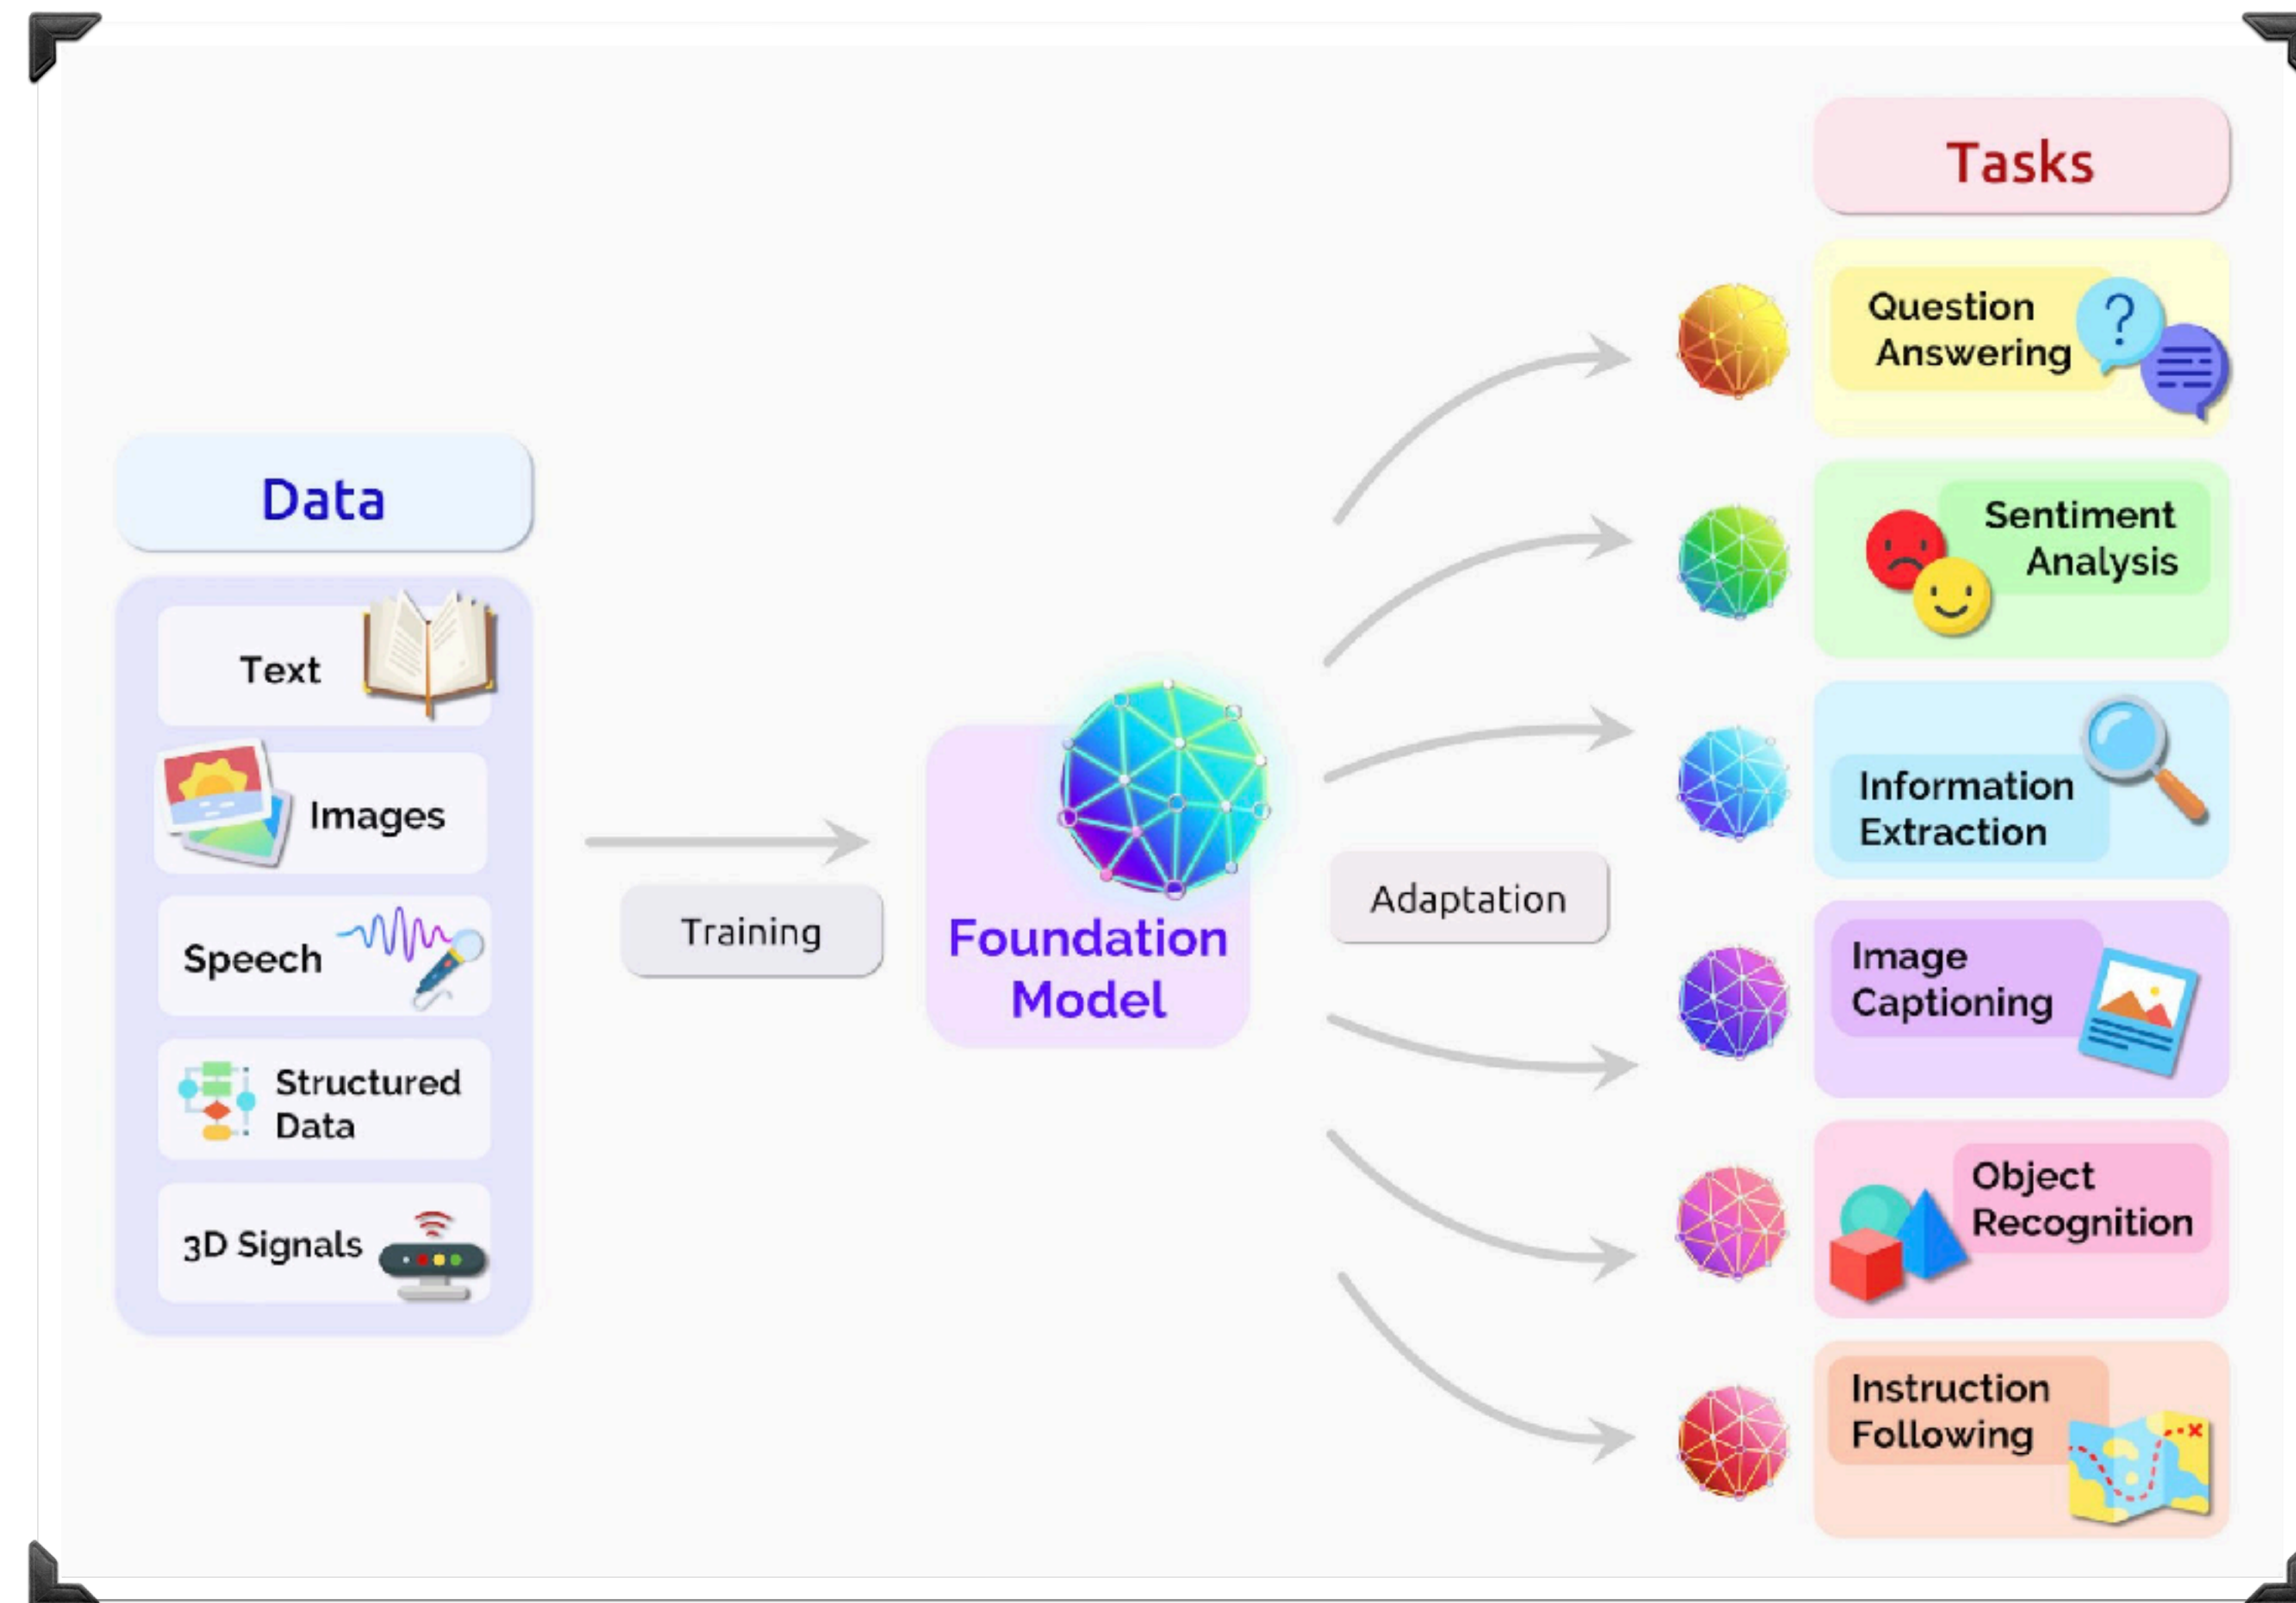 Data
Text
Images
Speech
Structured
Data
3D Signals
Training
Foundation
Model
Adaptation
Tasks
Question
Answering
Sentiment
Analysis
Information
Extraction
Image
Captioning
Object
Recognition
Instruction
Following